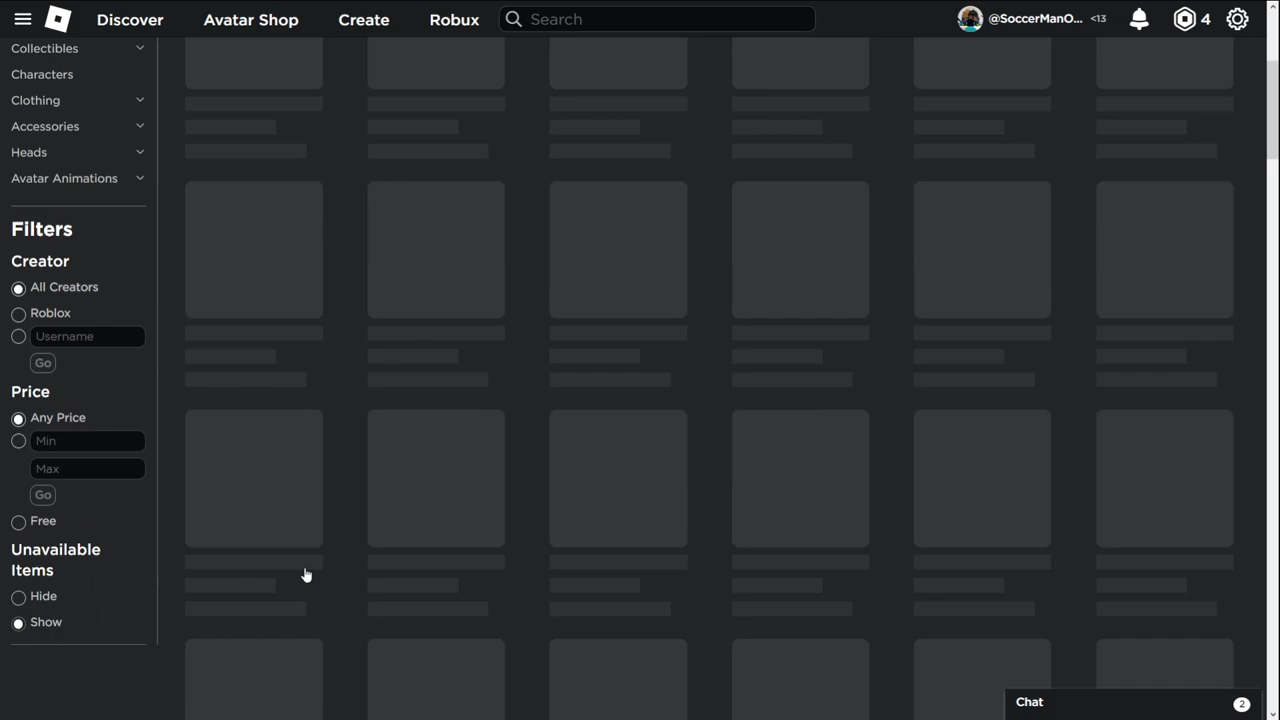 Discover
Avatar Shop
Create
Robux
Search
@SoccerManO... <13
4
Collectibles
Characters
Clothing
Accessories
Heads
Avatar Animations
Filters
Creator
All Creators
Roblox
Username
Go
Price
Any Price
Min
Max
Go
Free
Unavailable
Items
Hide
Show
Chat
2